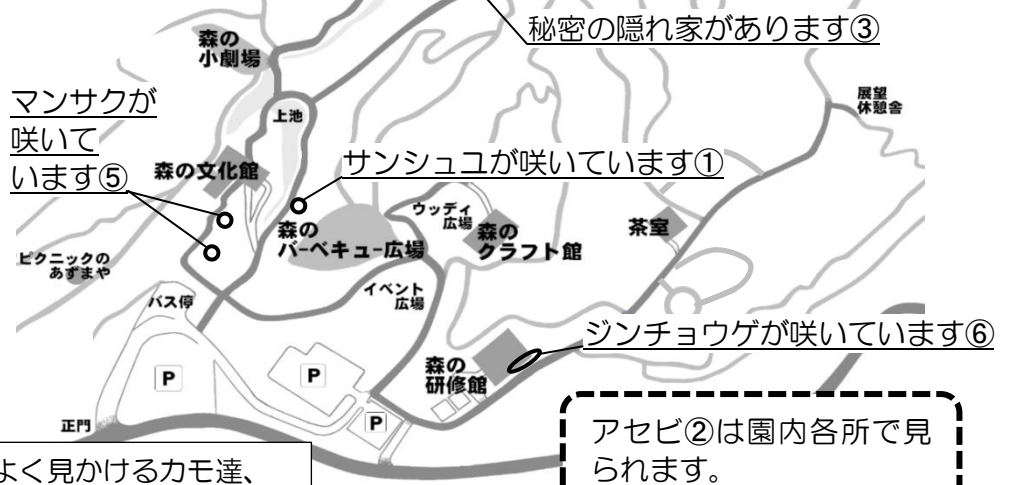 秘密の隠れ家があります③
森の
小劇場
マンサクが
咲いて
います⑤
上池
展望
休憩舎
森の文化館
サンシュユが咲いています①
ウッディ
広場
森の
バーベキュー広場
森の
クラフト館
茶室
ピクニックの
あずまや
バス停
イベント
広場
ジンチョウゲが咲いています⑥
森の
研修館
P
P
P
正門
アセビ②は園内各所で見
られます。
よく見かけるカモ達、